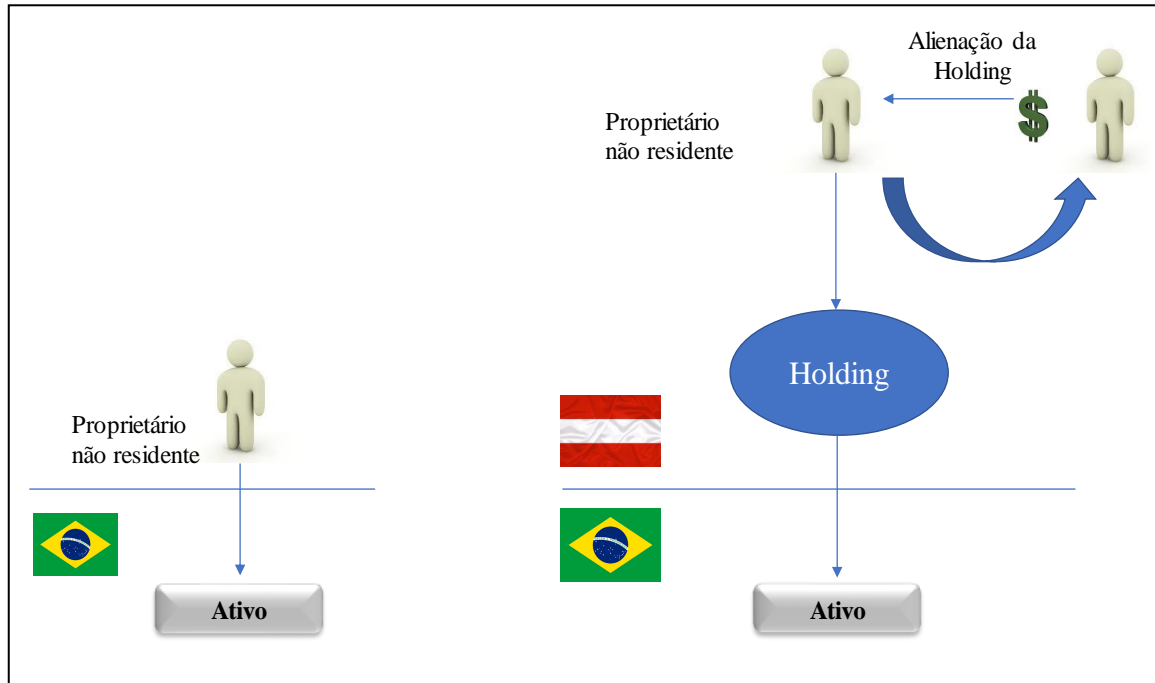 Alienação da
Holding
$
Proprietário
não residente
Holding
Proprietário
não residente
Ativo
Ativo